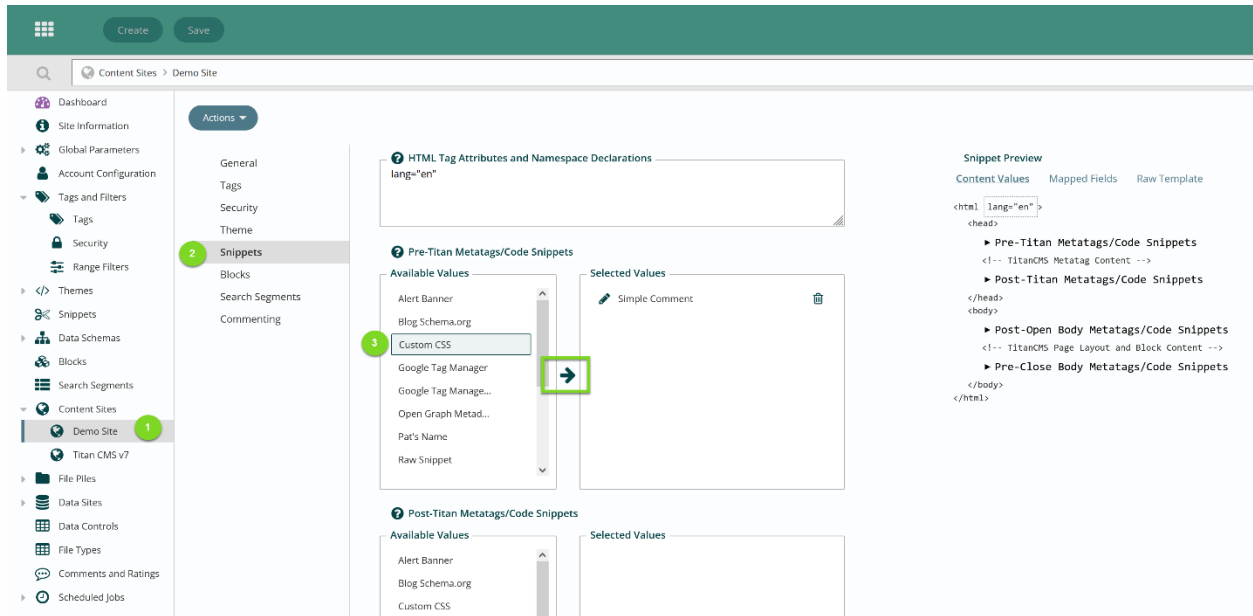 Create
Save
Content Sites > Demo Site
Dashboard
Site Information
Global Parameters
Account Configuration
Tags and Filters
Tags
Security
Range Filters
Themes
Snippets
Data Schemas
Blocks
Search Segments
Content Sites
Demo Site
1
Titan CMS v7
File Piles
Data Sites
Data Controls
File Types
Comments and Ratings
Scheduled Jobs
Actions
General
Tags
Security
Theme
2
Snippets
Blocks
Search Segments
Commenting
HTML Tag Attributes and Namespace Declarations
lang="en"
Pre-Titan Metatags/Code Snippets
Available Values
Alert Banner
Blog Schema.org
3
Custom CSS
Google Tag Manager
Google Tag Manage...
Open Graph Metad...
Pat's Name
Raw Snippet
Selected Values
Simple Comment
Post-Titan Metatags/Code Snippets
Available Values
Alert Banner
Blog Schema.org
Custom CSS
Selected Values
Snippet Preview
Content Values
Mapped Fields
Raw Template
<html lang="en" >
<head>
Pre-Titan Metatags/Code Snippets
<!-- TitanCMS Metatag Content -->
Post-Titan Metatags/Code Snippets
</head>
<body>
Post-Open Body Metatags/Code Snippets
<!-- TitanCMS Page Layout and Block Content -->
Pre-Close Body Metatags/Code Snippets
</body>
</html>